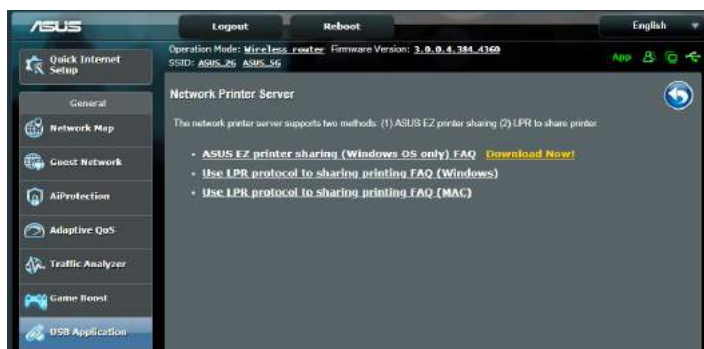 ASUS
Logout Reboot English
Operation Mode: Wireless router Firmware Version: 3.0.0.4.384_4360
SSID: ASUS_2G ASUS_5G
App
Quick Internet
Setup
General
Network Map
Guest Network
AiProtection
Adaptive QoS
Traffic Analyzer
Game Boost
USB Application
Network Printer Server
The network printer server supports two methods: (1) ASUS EZ printer sharing (2) LPR to share printer.
• ASUS EZ printer sharing (Windows OS only) FAQ Download Now!
• Use LPR protocol to sharing printing FAQ (Windows)
• Use LPR protocol to sharing printing FAQ (MAC)